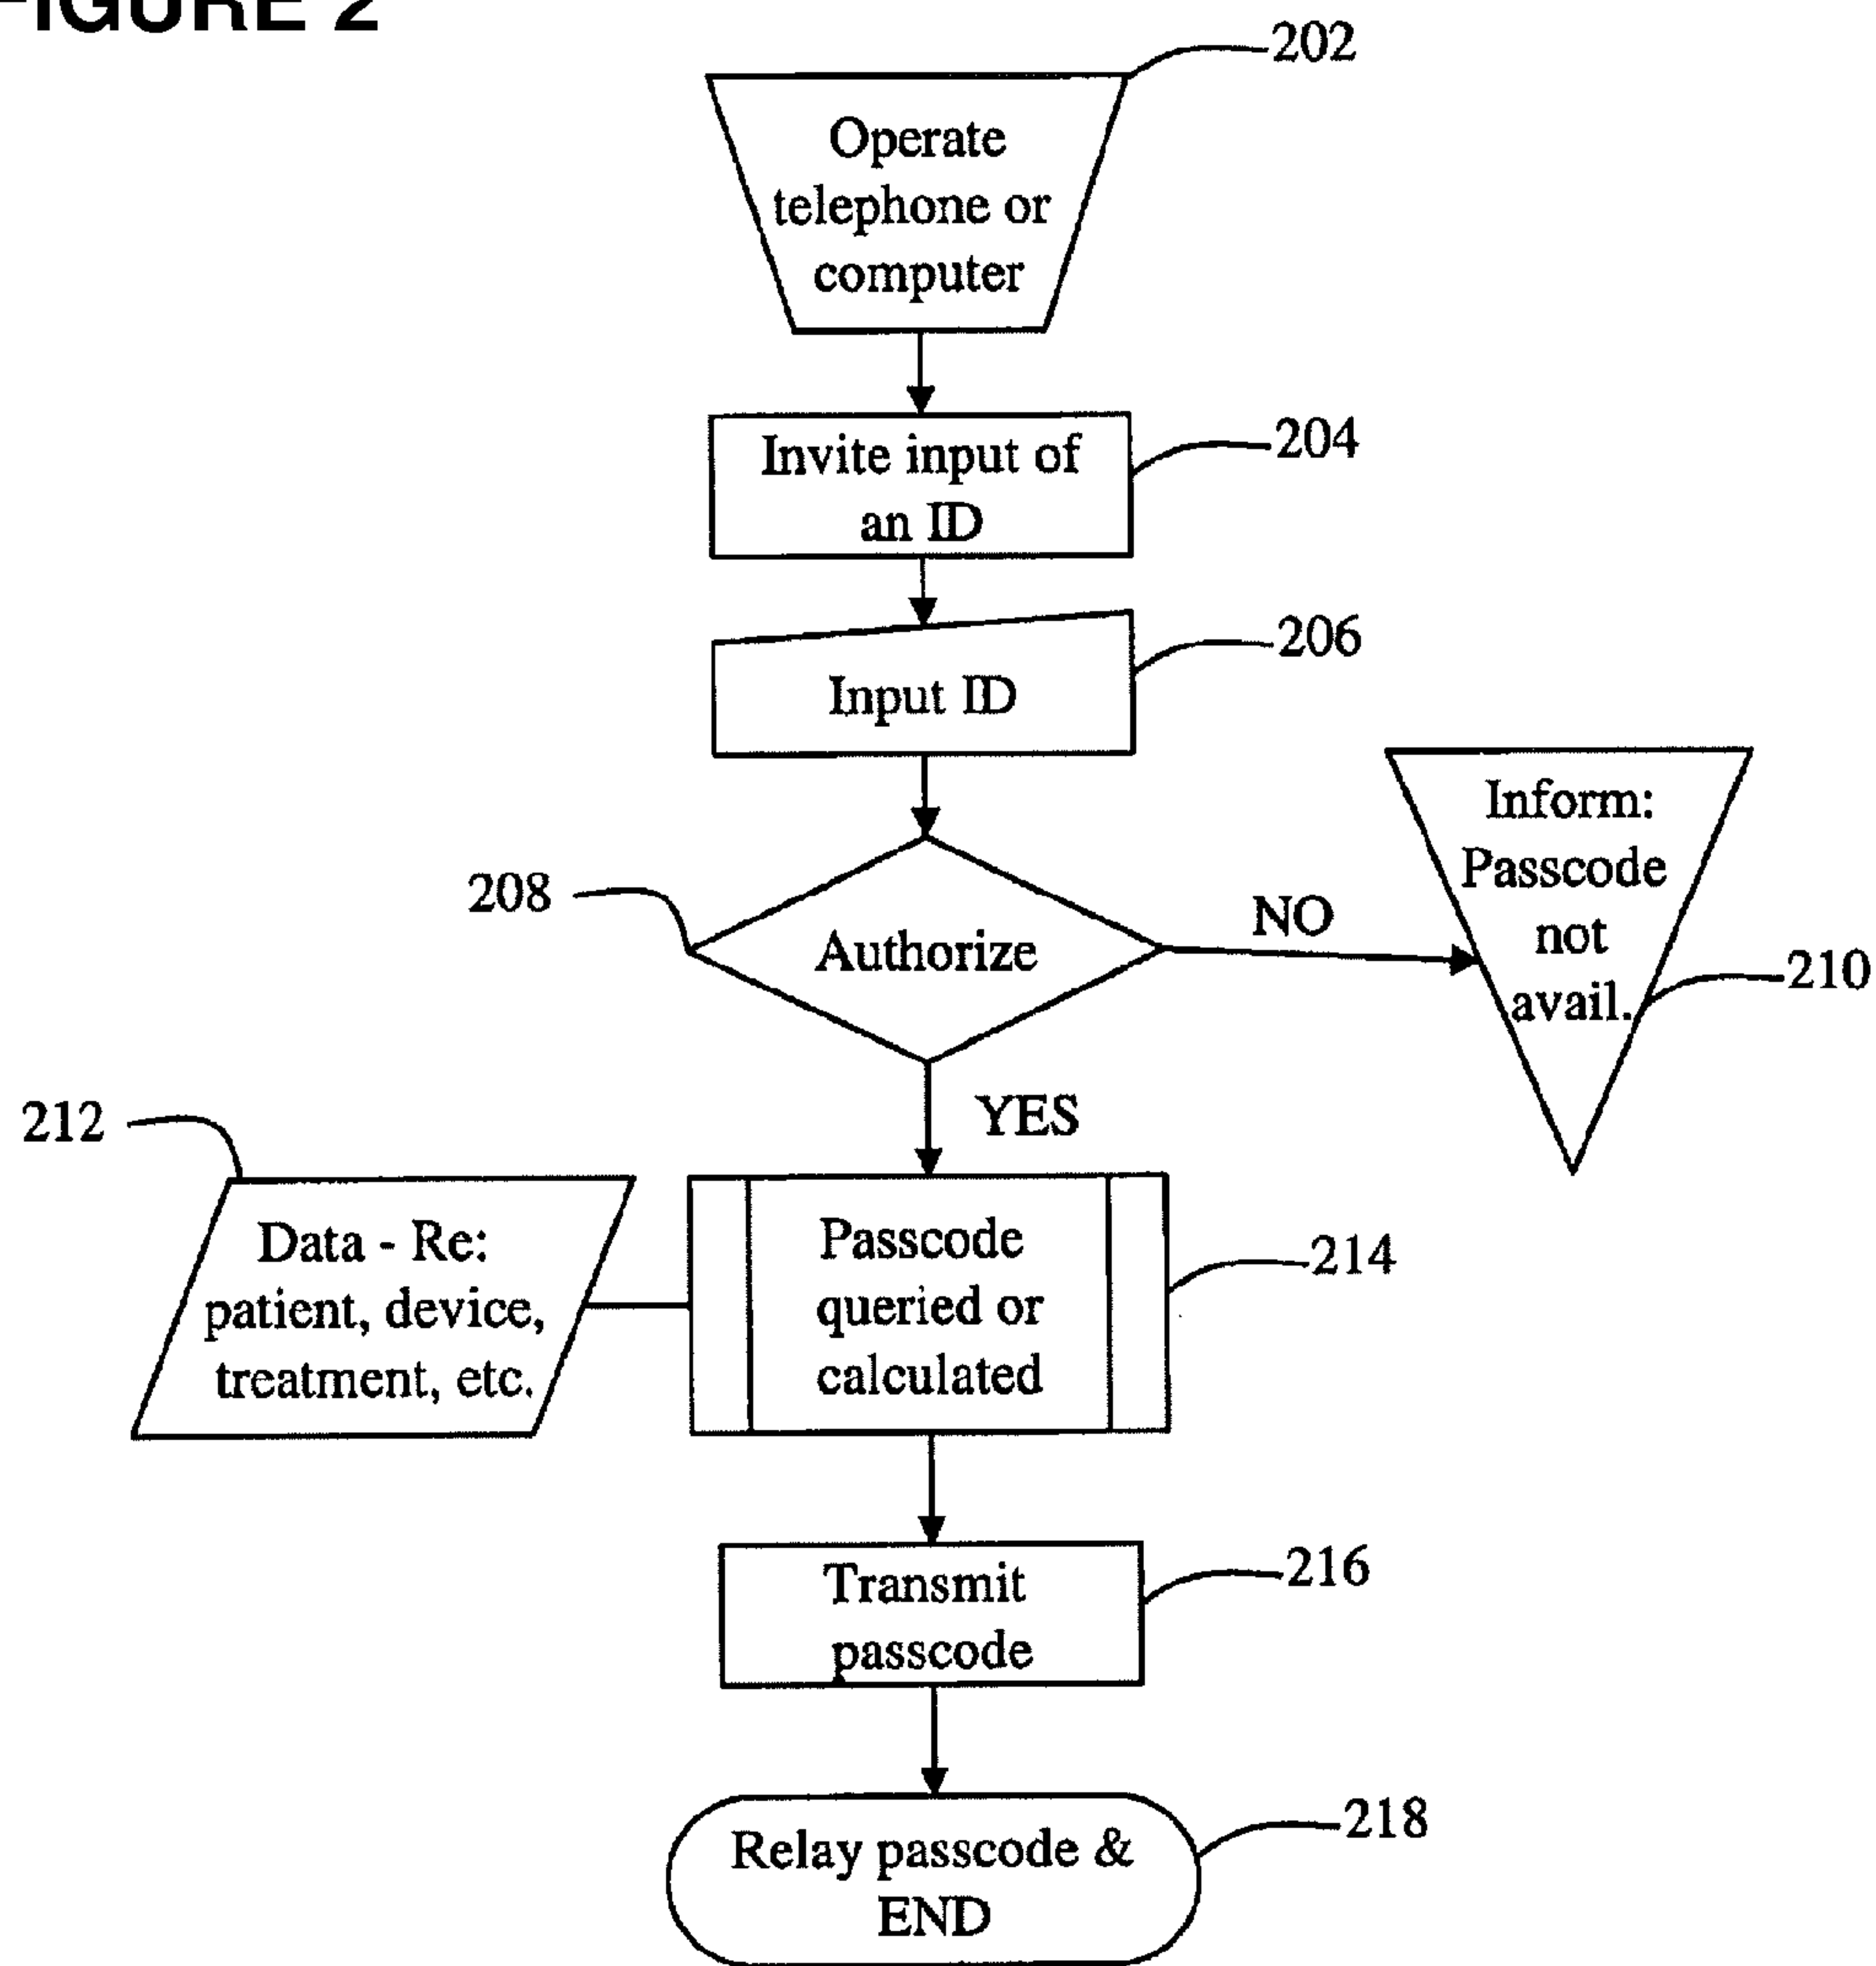 FIGURE 2
202
Operate
telephone or
computer
204
Invite input of
an ID
206
Input ID
208
Authorize
NO
Inform:
Passcode
not
avail.
210
YES
212
Data - Re:
patient, device,
treatment, etc.
Passcode
queried or
calculated
214
Transmit
passcode
216
Relay passcode &
END
218